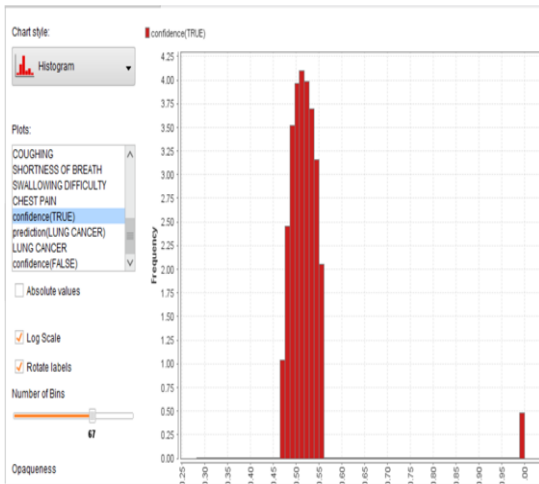 Chart style:
Histogram
Plots:
COUGHING
SHORTNESS OF BREATH
SWALLOWING DIFFICULTY
CHEST PAIN
confidence(TRUE)
prediction(LUNG CANCER)
LUNG CANCER
confidence(FALSE)
Absolute values
Log Scale
Rotate labels
Number of Bins
67
Opaqueness
confidence(TRUE)
Frequency
4.25
4.00
3.75
3.50
3.25
3.00
2.75
2.50
2.25
2.00
1.75
1.50
1.25
1.00
0.75
0.50
0.25
0.00
0.25
0.30
0.35
0.40
0.45
0.50
0.55
0.60
0.65
0.70
0.75
0.80
0.85
0.90
0.95
.00